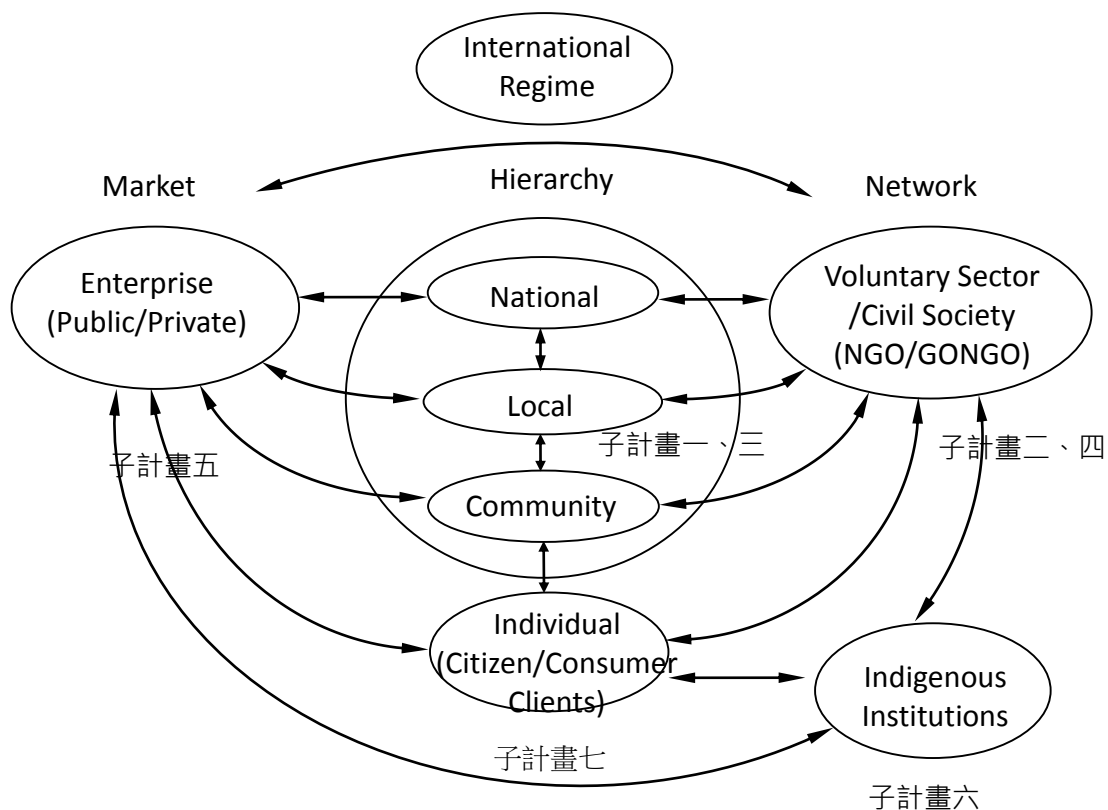 International
Regime
Market
Hierarchy
Network
Enterprise
(Public/Private)
National
Voluntary Sector
/Civil Society
(NGO/GONGO)
Local
子計畫一、三
子計畫二、四
子計畫五
Community
Individual
(Citizen/Consumer
Clients)
Indigenous
Institutions
子計畫七
子計畫六